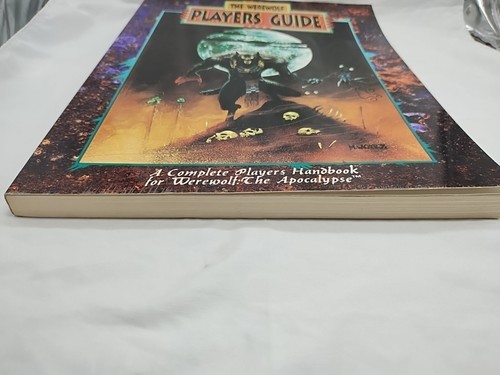 THE WEREWOLF
PLAYERS GUIDE
A Complete Players Handbook
for Werewolf: The Apocalypse™